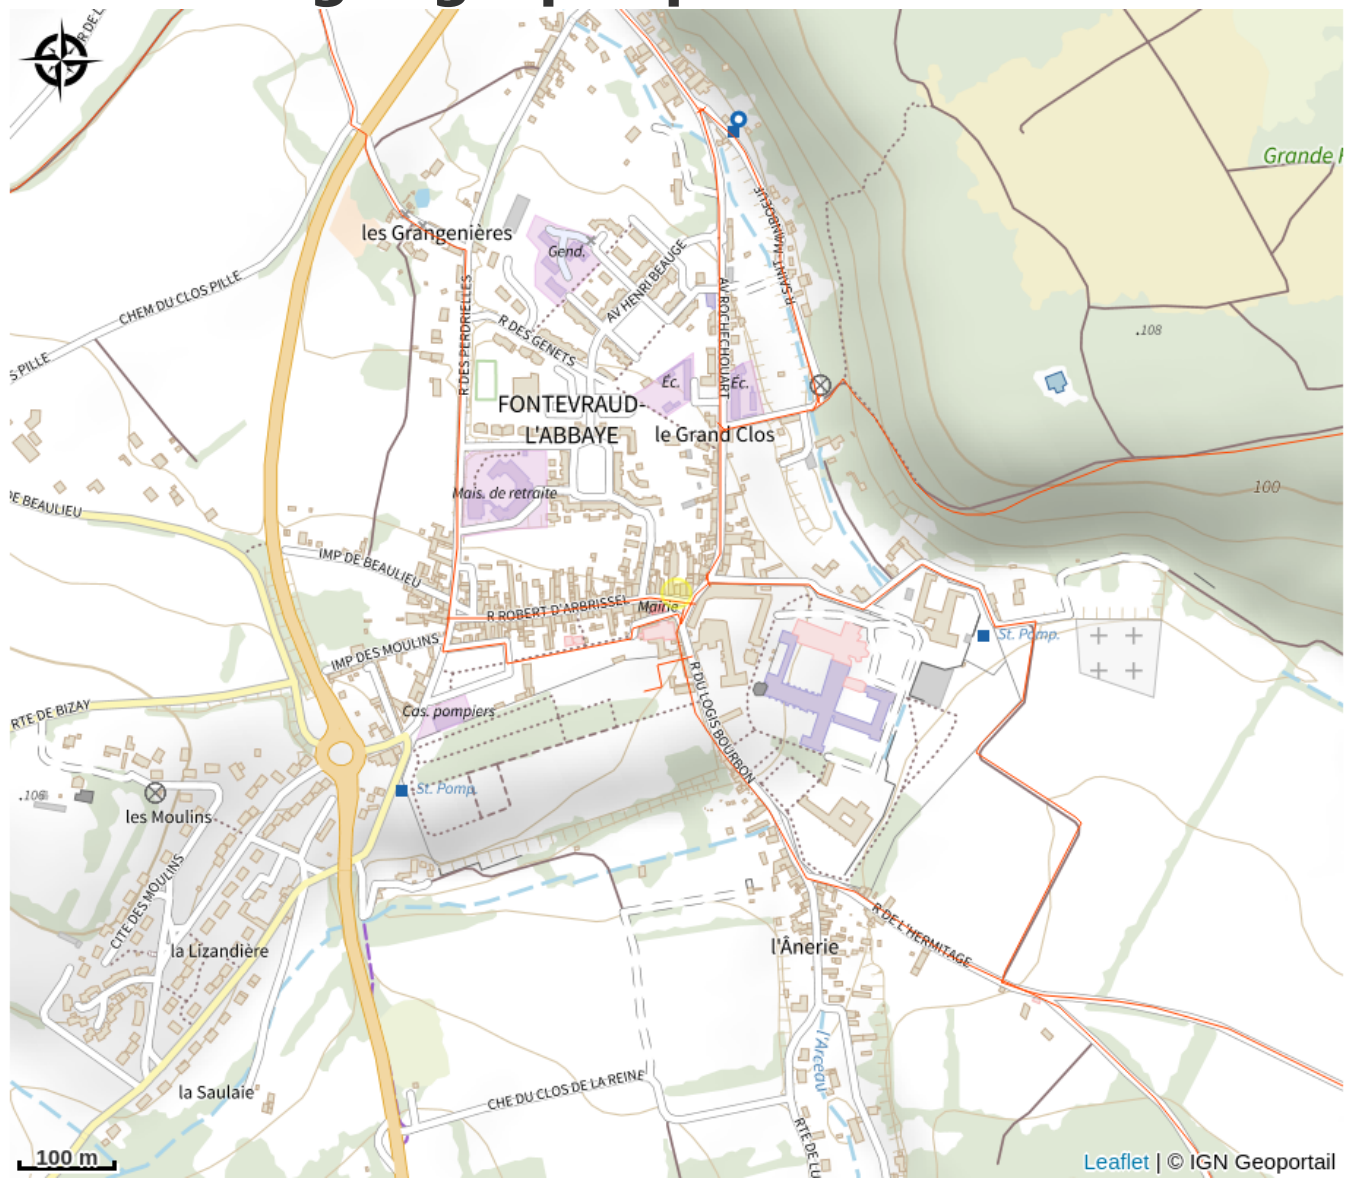 R DE L
Grande
les Grangenières
Gend.
AV HENRI BEAUGE
R SAINT MAINBOEUF
CHEM DU CLOS PILLE
S PILLE
R DES PERDRIELLES
R DES GENETS
AV ROCHECHOUART
.108
Éc.
Éc.
FONTEVRAUD-
L'ABBAYE
le Grand Clos
Mais. de retraite
100
DE BEAULIEU
IMP DE BEAULIEU
R ROBERT D'ARBRISSEL
Mairie
St. Pomp.
IMP DES MOULINS
R DU LOGIS BOURBON
RTE DE BIZAY
Cas. pompiers
St. Pomp.
.106
les Moulins
CITE DES MOULINS
la Lizandière
R DE L'HERMITAGE
l'Ânerie
l'Arceau
la Saulaie
CHE DU CLOS DE LA REINE
RTE DE LU
100 m
Leaflet | © IGN Geoportail